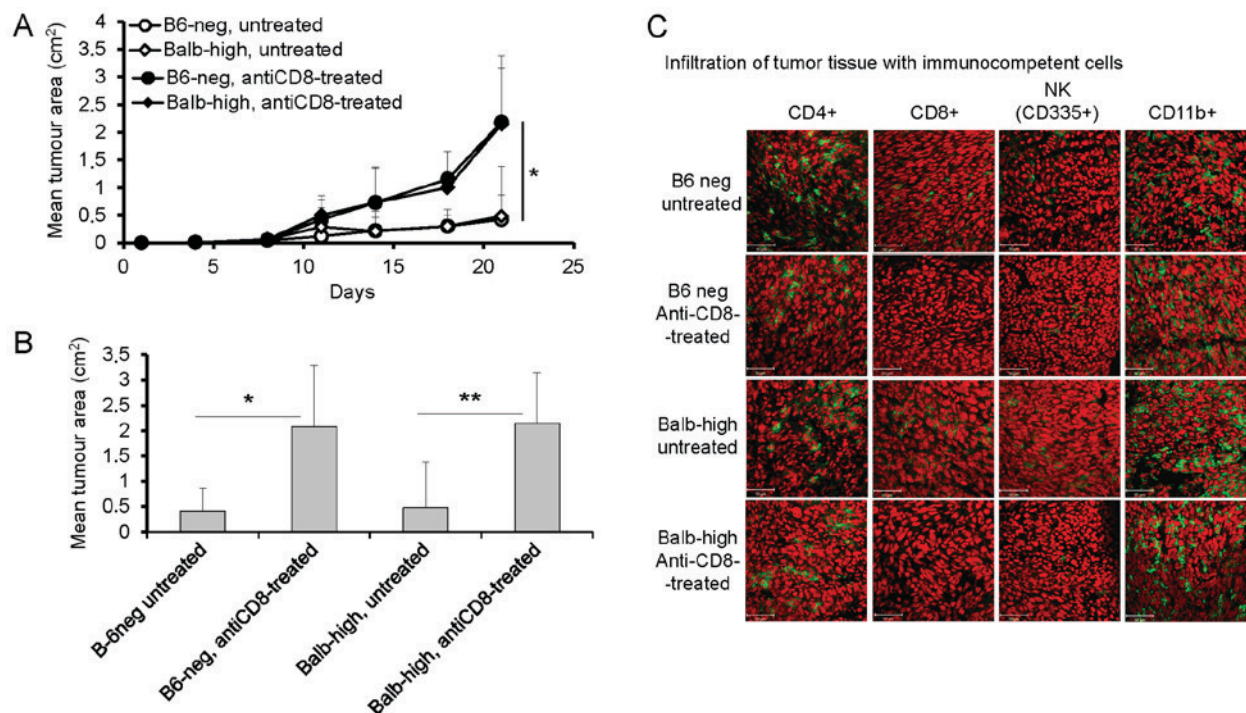 A
Mean tumour area (cm²)
4
3.5
3
2.5
2
1.5
1
0.5
0
B6-neg, untreated
Balb-high, untreated
B6-neg, antiCD8-treated
Balb-high, antiCD8-treated
*
0 5 10 15 20 25
Days
B
Mean tumour area (cm²)
3.5
3
2.5
2
1.5
1
0.5
0
* **
B-6neg untreated
B6-neg, antiCD8-treated
Balb-high, untreated
Balb-high, antiCD8-treated
C
Infiltration of tumor tissue with immunocompetent cells
CD4+ CD8+ NK (CD335+) CD11b+
B6 neg
untreated
B6 neg
Anti-CD8-
-treated
Balb-high
untreated
Balb-high
Anti-CD8-
-treated